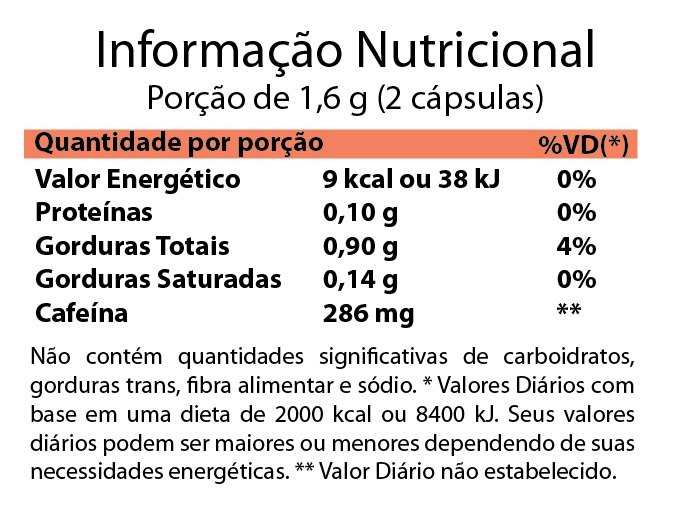 Informação Nutricional
Porção de 1,6 g (2 cápsulas)
Quantidade por porção %VD(*)
Valor Energético 9 kcal ou 38 kJ 0%
Proteínas 0,10 g 0%
Gorduras Totais 0,90 g 4%
Gorduras Saturadas 0,14 g 0%
Cafeína 286 mg **
Não contém quantidades significativas de carboidratos,
gorduras trans, fibra alimentar e sódio. * Valores Diários com
base em uma dieta de 2000 kcal ou 8400 kJ. Seus valores
diários podem ser maiores ou menores dependendo de suas
necessidades energéticas. ** Valor Diário não estabelecido.